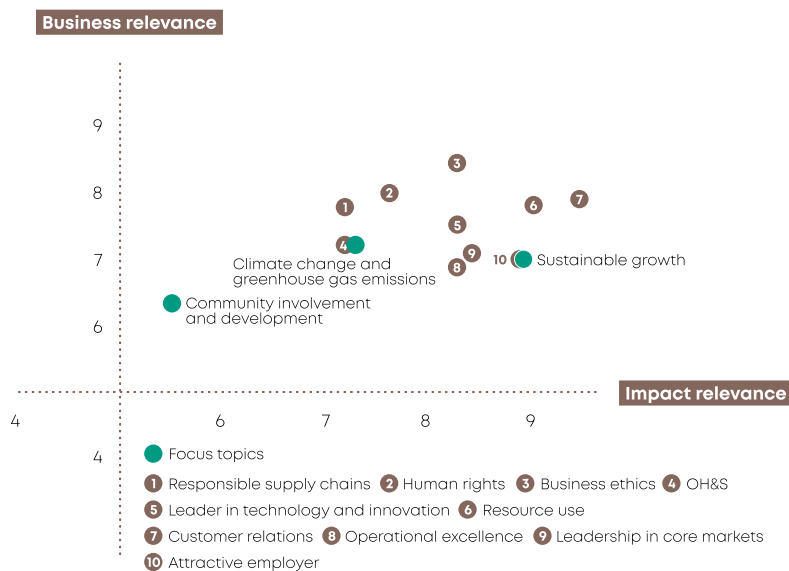 Business relevance
9
3
8
2
1
6
7
5
4
7
9
10
Sustainable growth
8
Climate change and
greenhouse gas emissions
Community involvement
and development
6
Impact relevance
4
6
7
8
9
4
Focus topics
1 Responsible supply chains 2 Human rights 3 Business ethics 4 OH&S
5 Leader in technology and innovation 6 Resource use
7 Customer relations 8 Operational excellence 9 Leadership in core markets
10 Attractive employer